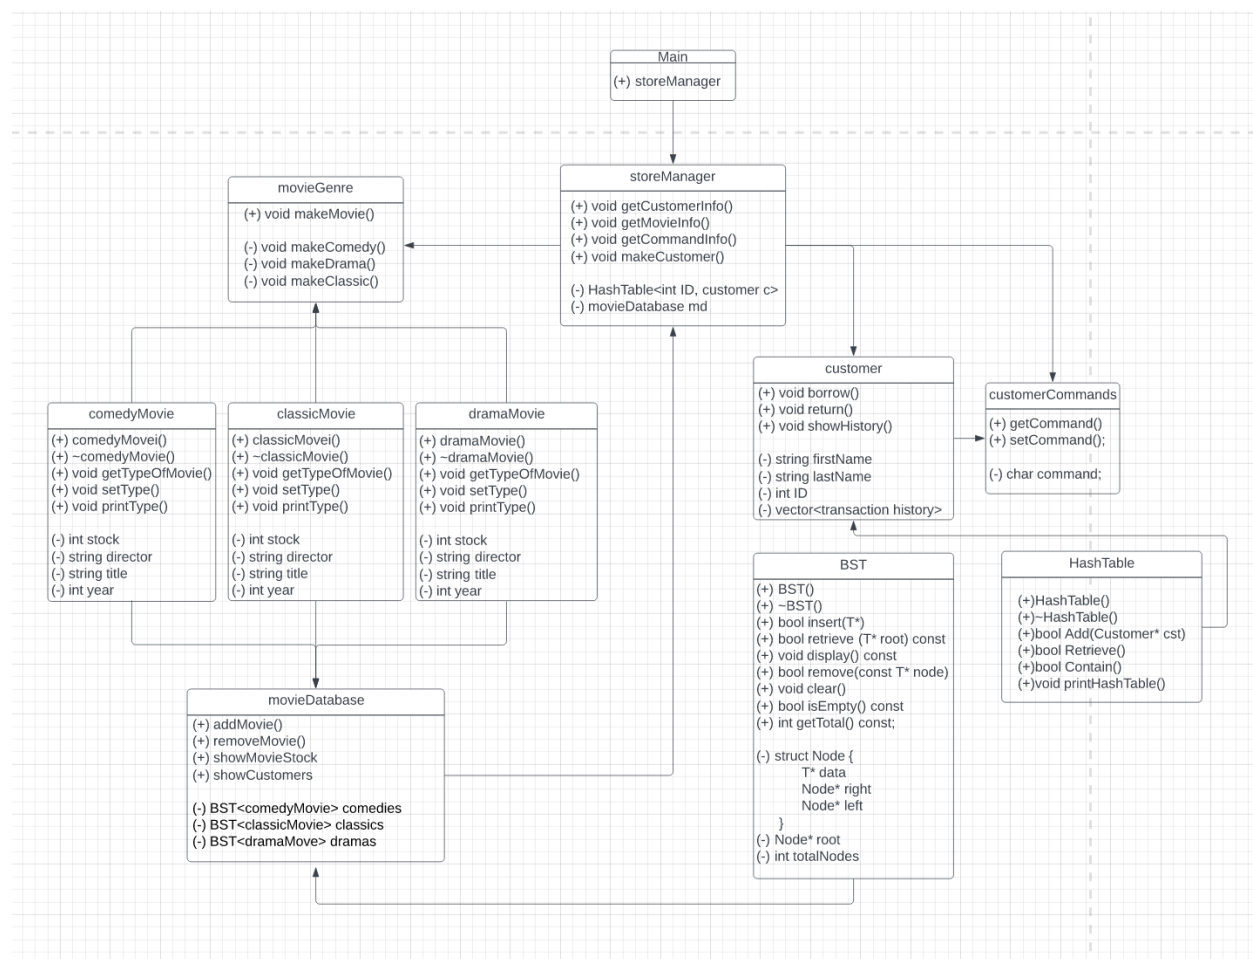 Main
(+) storeManager
storeManager
(+) void getCustomerInfo()
(+) void getMovieInfo()
(+) void getCommandInfo()
(+) void makeCustomer()
(-) HashTable<int ID, customer c>
(-) movieDatabase md
movieGenre
(+) void makeMovie()
(-) void makeComedy()
(-) void makeDrama()
(-) void makeClassic()
customer
(+) void borrow()
(+) void return()
(+) void showHistory()
(-) string firstName
(-) string lastName
(-) int ID
(-) vector<transaction history>
customerCommands
(+) getCommand()
(+) setCommand();
(-) char command;
comedyMovie
(+) comedyMovei()
(+) ~comedyMovie()
(+) void getTypeOfMovie()
(+) void setType()
(+) void printType()
(-) int stock
(-) string director
(-) string title
(-) int year
classicMovie
(+) classicMovei()
(+) ~classicMovie()
(+) void getTypeOfMovie()
(+) void setType()
(+) void printType()
(-) int stock
(-) string director
(-) string title
(-) int year
dramaMovie
(+) dramaMovie()
(+) ~dramaMovie()
(+) void getTypeOfMovie()
(+) void setType()
(+) void printType()
(-) int stock
(-) string director
(-) string title
(-) int year
BST
(+) BST()
(+) ~BST()
(+) bool insert(T*)
(+) bool retrieve (T* root) const
(+) void display() const
(+) bool remove(const T* node)
(+) void clear()
(+) bool isEmpty() const
(+) int getTotal() const;
(-) struct Node {
T* data
Node* right
Node* left
}
(-) Node* root
(-) int totalNodes
HashTable
(+)HashTable()
(+)~HashTable()
(+)bool Add(Customer* cst)
(+)bool Retrieve()
(+)bool Contain()
(+)void printHashTable()
movieDatabase
(+) addMovie()
(+) removeMovie()
(+) showMovieStock
(+) showCustomers
(-) BST<comedyMovie> comedies
(-) BST<classicMovie> classics
(-) BST<dramaMove> dramas